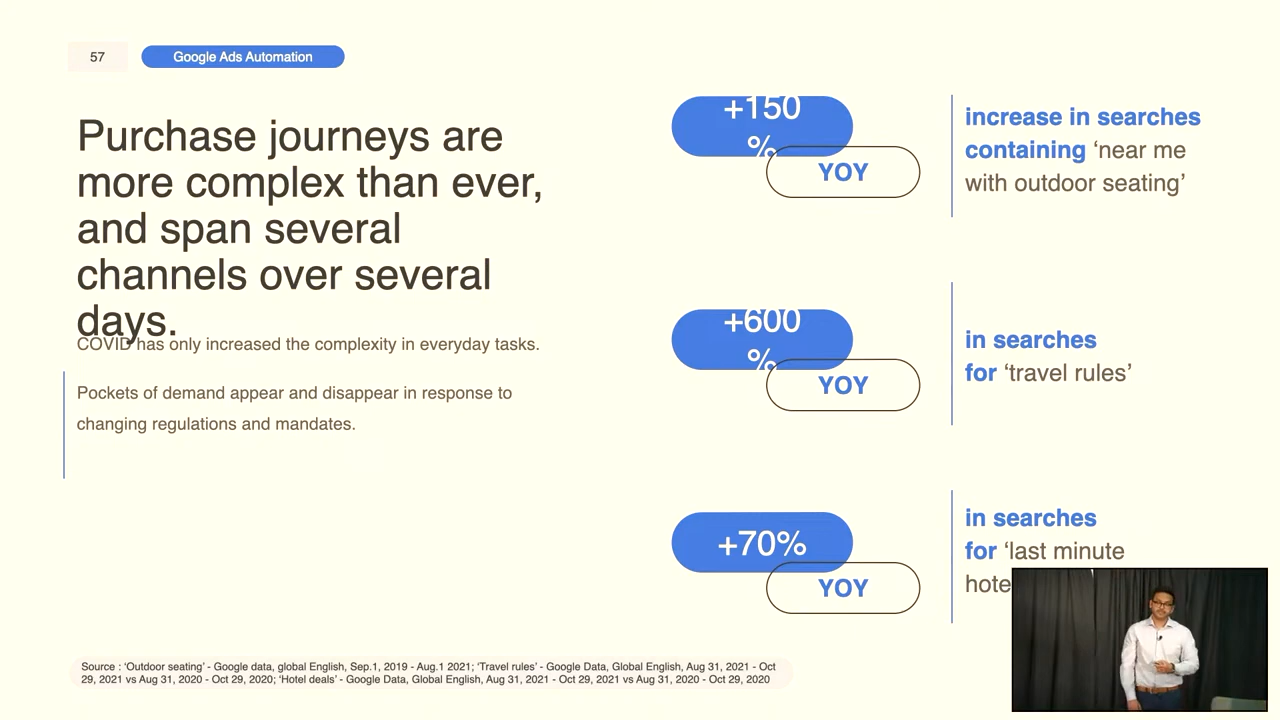 57
Google Ads Automation
Purchase journeys are
more complex than ever,
and span several
channels over several
days.
COVID has only increased the complexity in everyday tasks.
Pockets of demand appear and disappear in response to
changing regulations and mandates.
+150
%
YOY
increase in searches
containing ‘near me
with outdoor seating’
+600
%
YOY
in searches
for ‘travel rules’
+70%
YOY
in searches
for ‘last minute
Source : ‘Outdoor seating’ - Google data, global English, Sep.1, 2019 - Aug.1 2021; ‘Travel rules’ - Google Data, Global English, Aug 31, 2021 - Oct
29, 2021 vs Aug 31, 2020 - Oct 29, 2020; ‘Hotel deals’ - Google Data, Global English, Aug 31, 2021 - Oct 29, 2021 vs Aug 31, 2020 - Oct 29, 2020